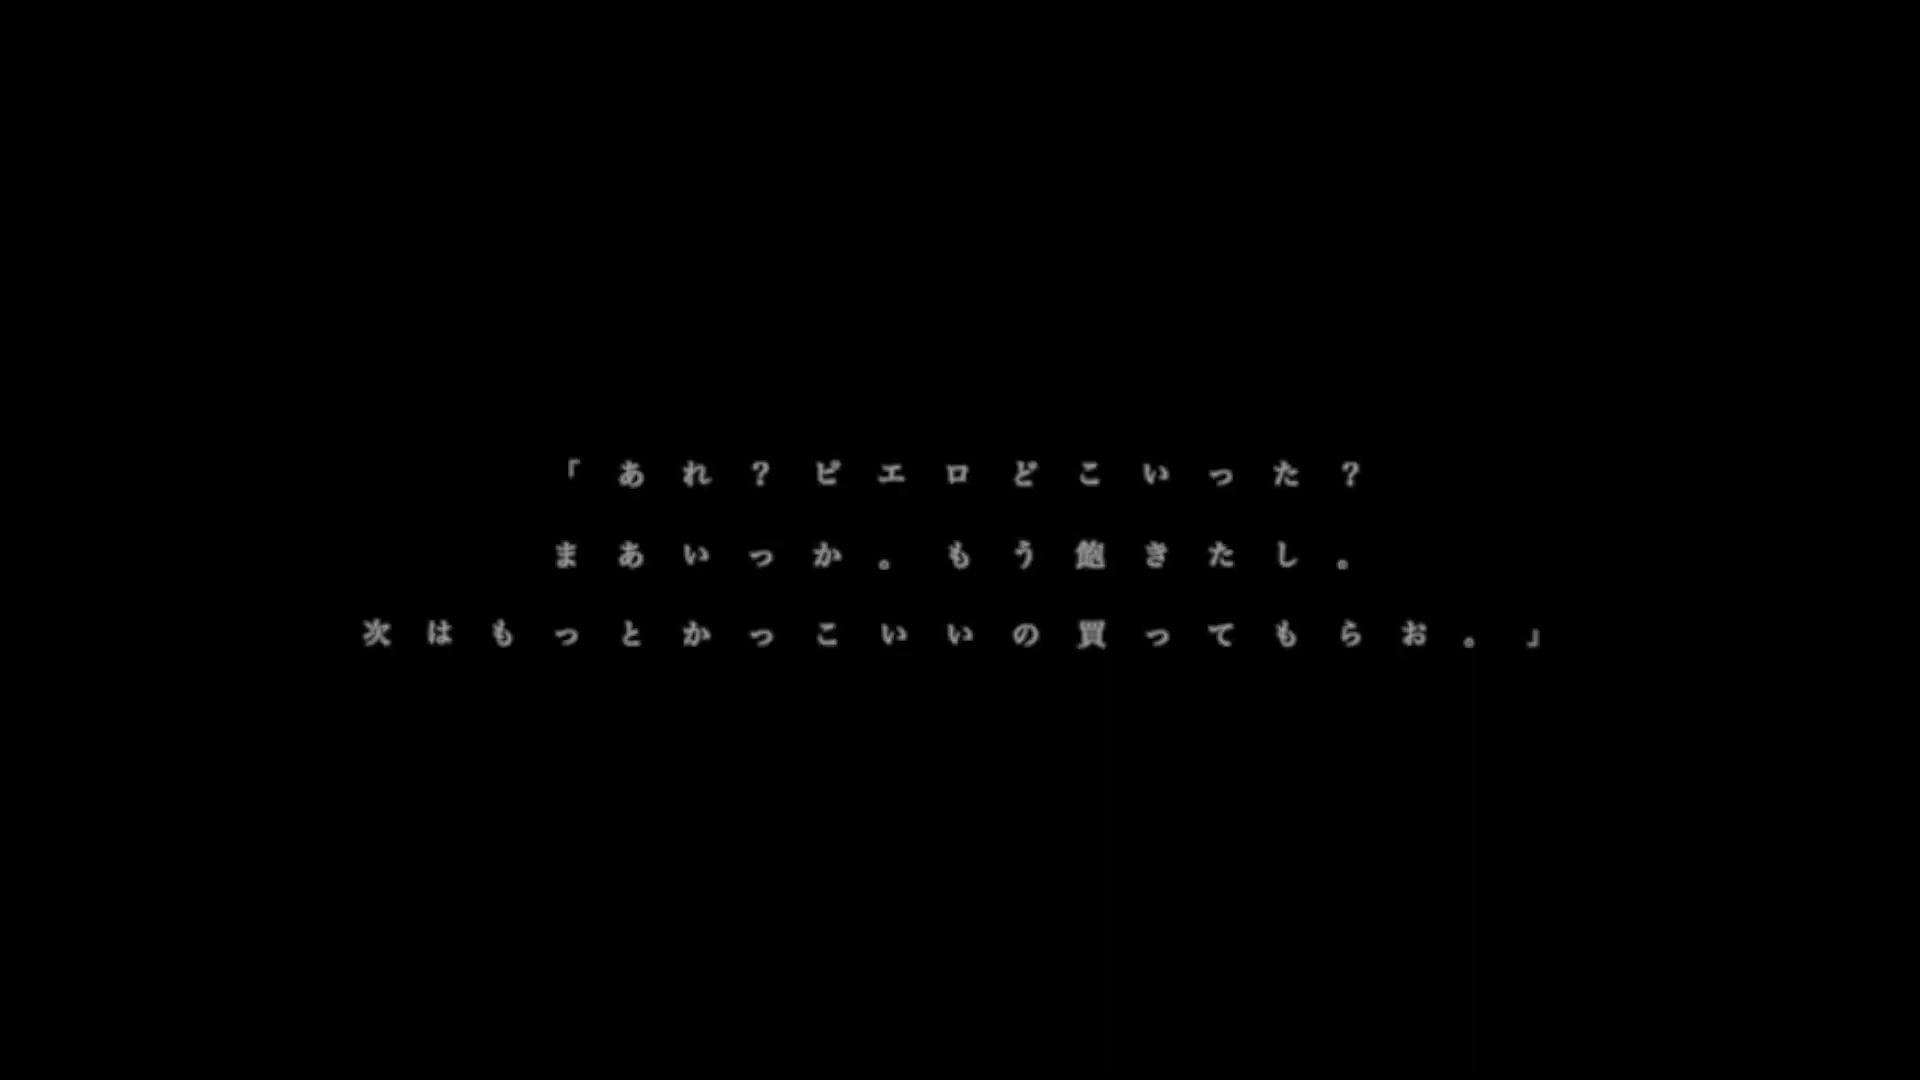 「あれ？ピエロどこいった？
まあいっか。もう飽きたし。
次はもっとかっこいいの買ってもらお。」